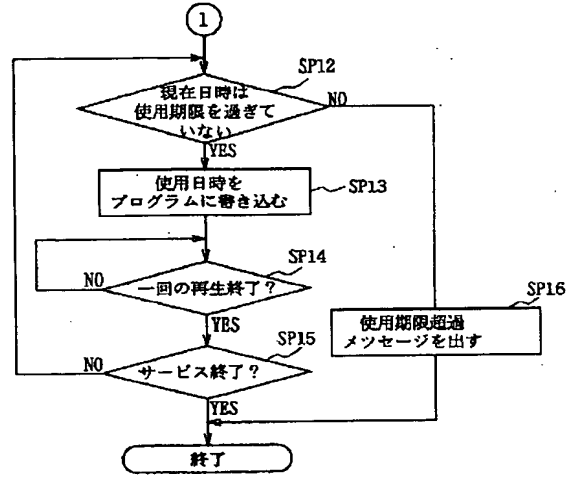 1
SP12
現在日時は
使用期限を過ぎて
いない
NO
YES
使用日時を
プログラムに書き込む
SP13
SP14
一回の再生終了？
NO
YES
SP16
使用期限超過
メッセージを出す
SP15
NO
サービス終了？
YES
終了